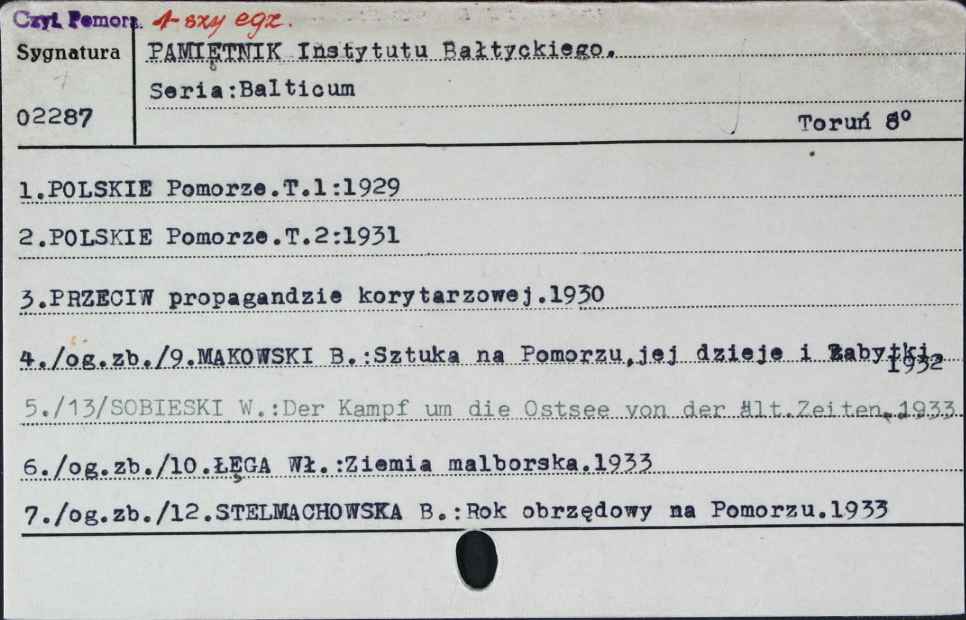 Czyt. Pomorz. 1-szy egz.
Sygnatura PAMIĘTNIK Instytutu Bałtyckiego.
Seria:Balticum
02287
Toruń 8°
1.POLSKIE Pomorze.T.1:1929
2.POLSKIE Pomorze.T.2:1931
3.PRZECIW propagandzie korytarzowej.1930
4./og.zb./9.MAKOWSKI B.:Sztuka na Pomorzu,jej dzieje i Zabytki.
1932
5./13/SOBIESKI W.:Der Kampf um die Ostsee von der ält.Zeiten.1933
6./og.zb./10.ŁĘGA Wł.:Ziemia malborska.1933
7./og.zb./12.STELMACHOWSKA B.:Rok obrzędowy na Pomorzu.1933